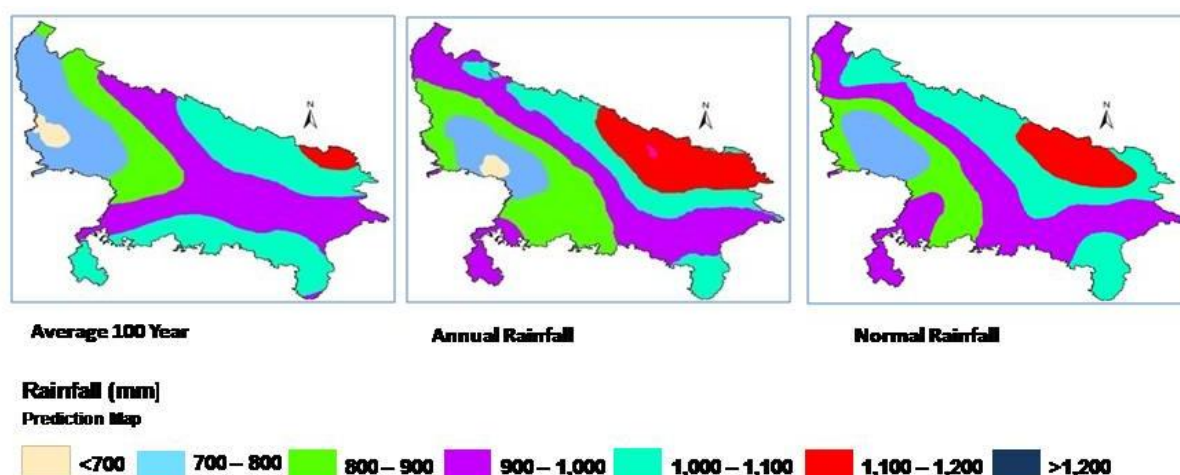 N
N
N
Average 100 Year
Annual Rainfall
Normal Rainfall
Rainfall (mm)
Prediction Map
<700
700 – 800
800 – 900
900 – 1,000
1,000 – 1,100
1,100 – 1,200
>1,200